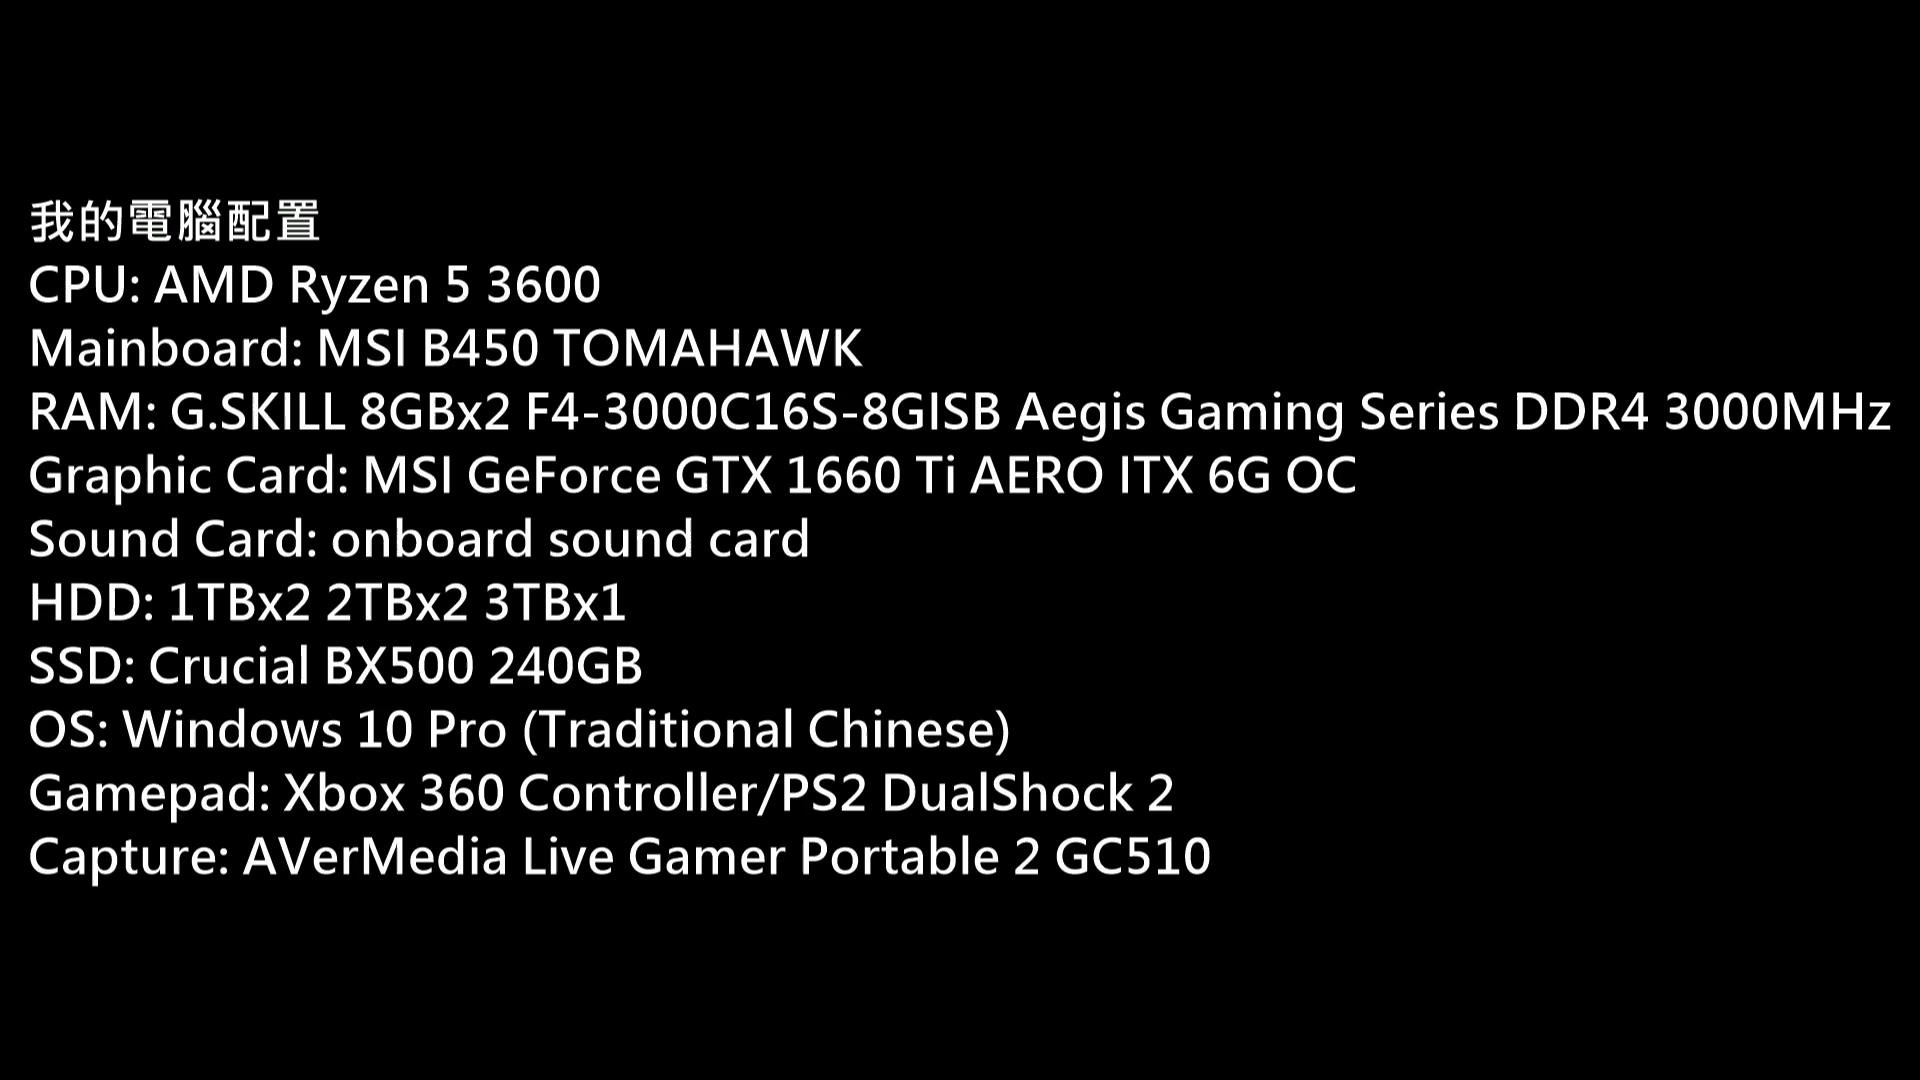 我的電腦配置
CPU: AMD Ryzen 5 3600
Mainboard: MSI B450 TOMAHAWK
RAM: G.SKILL 8GBx2 F4-3000C16S-8GISB Aegis Gaming Series DDR4 3000MHz
Graphic Card: MSI GeForce GTX 1660 Ti AERO ITX 6G OC
Sound Card: onboard sound card
HDD: 1TBx2 2TBx2 3TBx1
SSD: Crucial BX500 240GB
OS: Windows 10 Pro (Traditional Chinese)
Gamepad: Xbox 360 Controller/PS2 DualShock 2
Capture: AVerMedia Live Gamer Portable 2 GC510